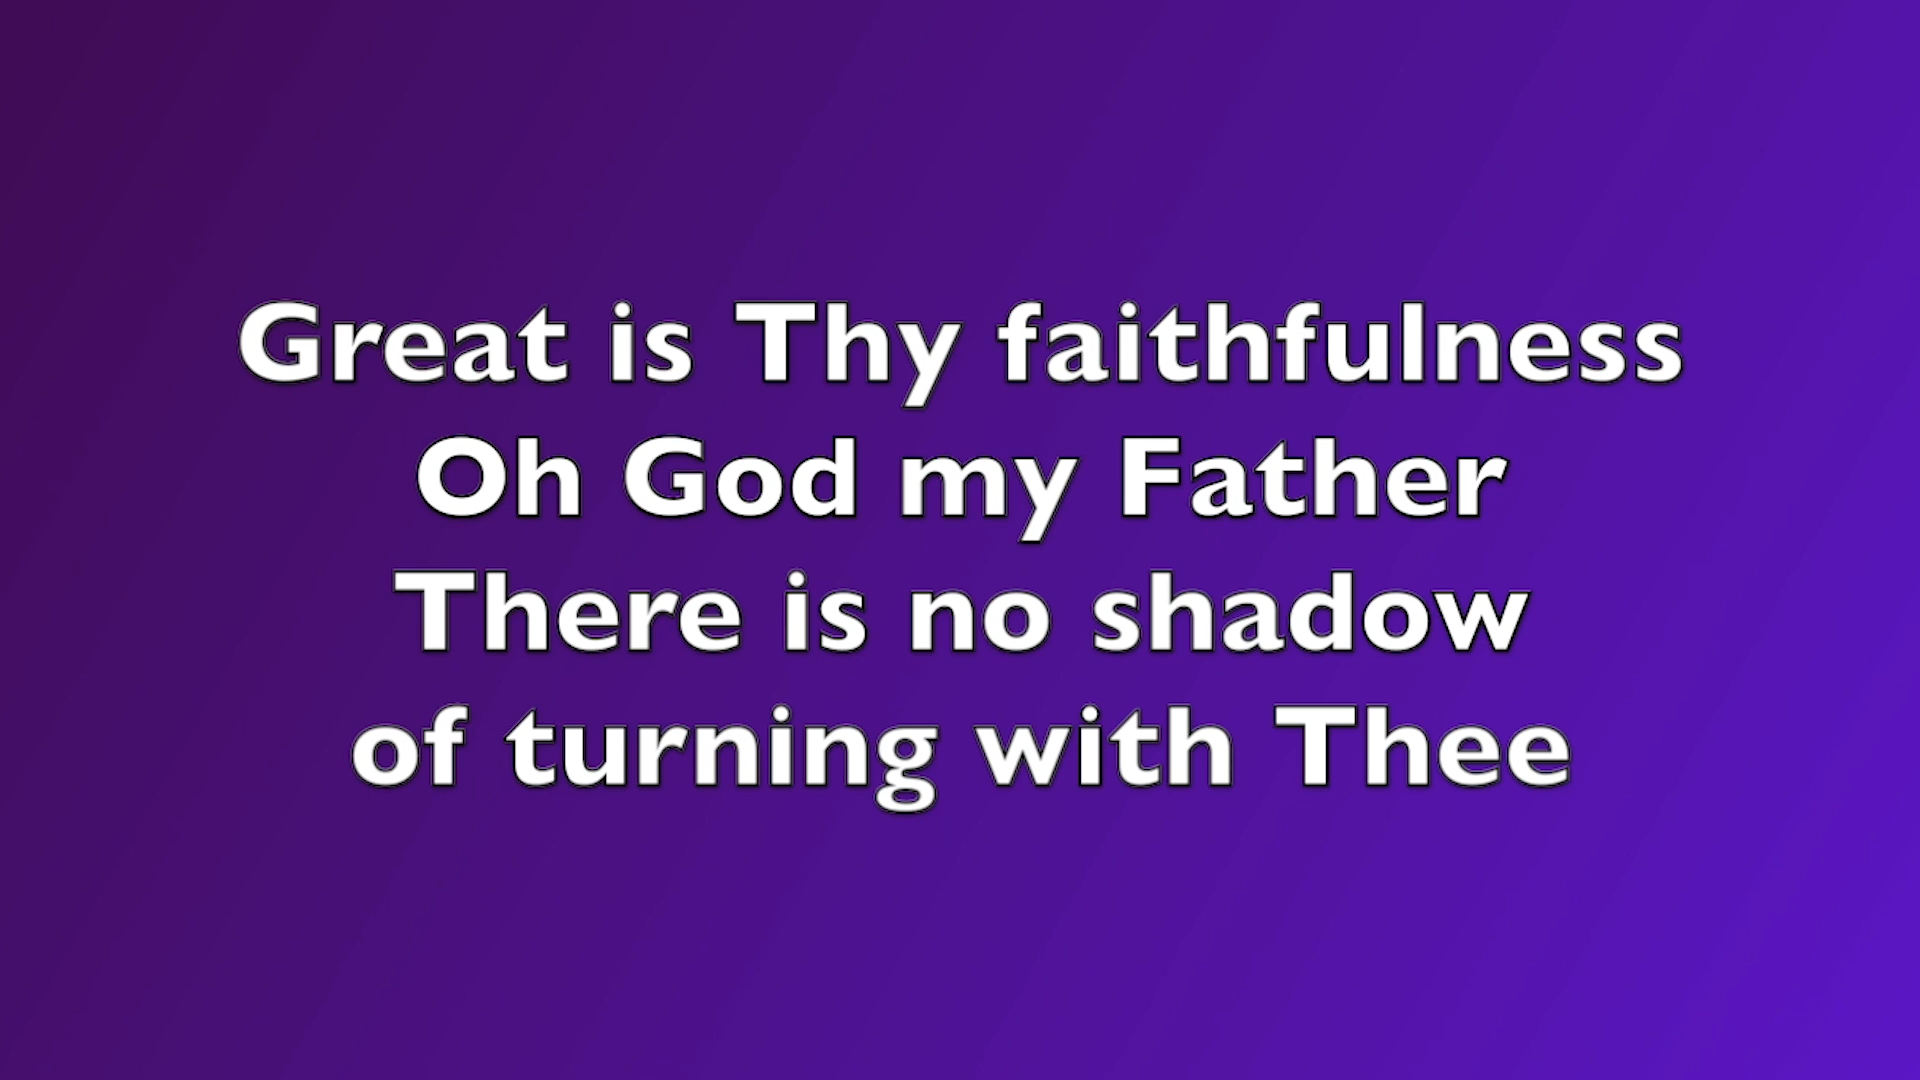 Great is Thy faithfulness
Oh God my Father
There is no shadow
of turning with Thee